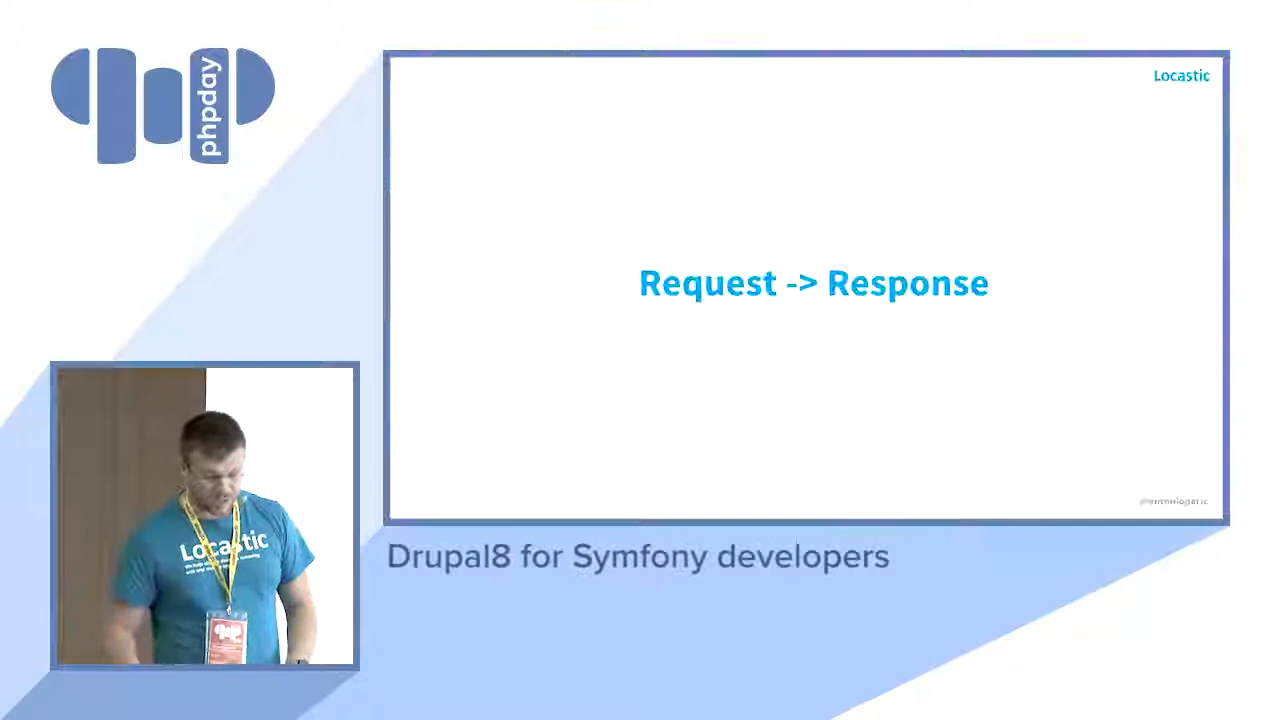 phpday
Locastic
Request -> Response
Drupal8 for Symfony developers
Locastic